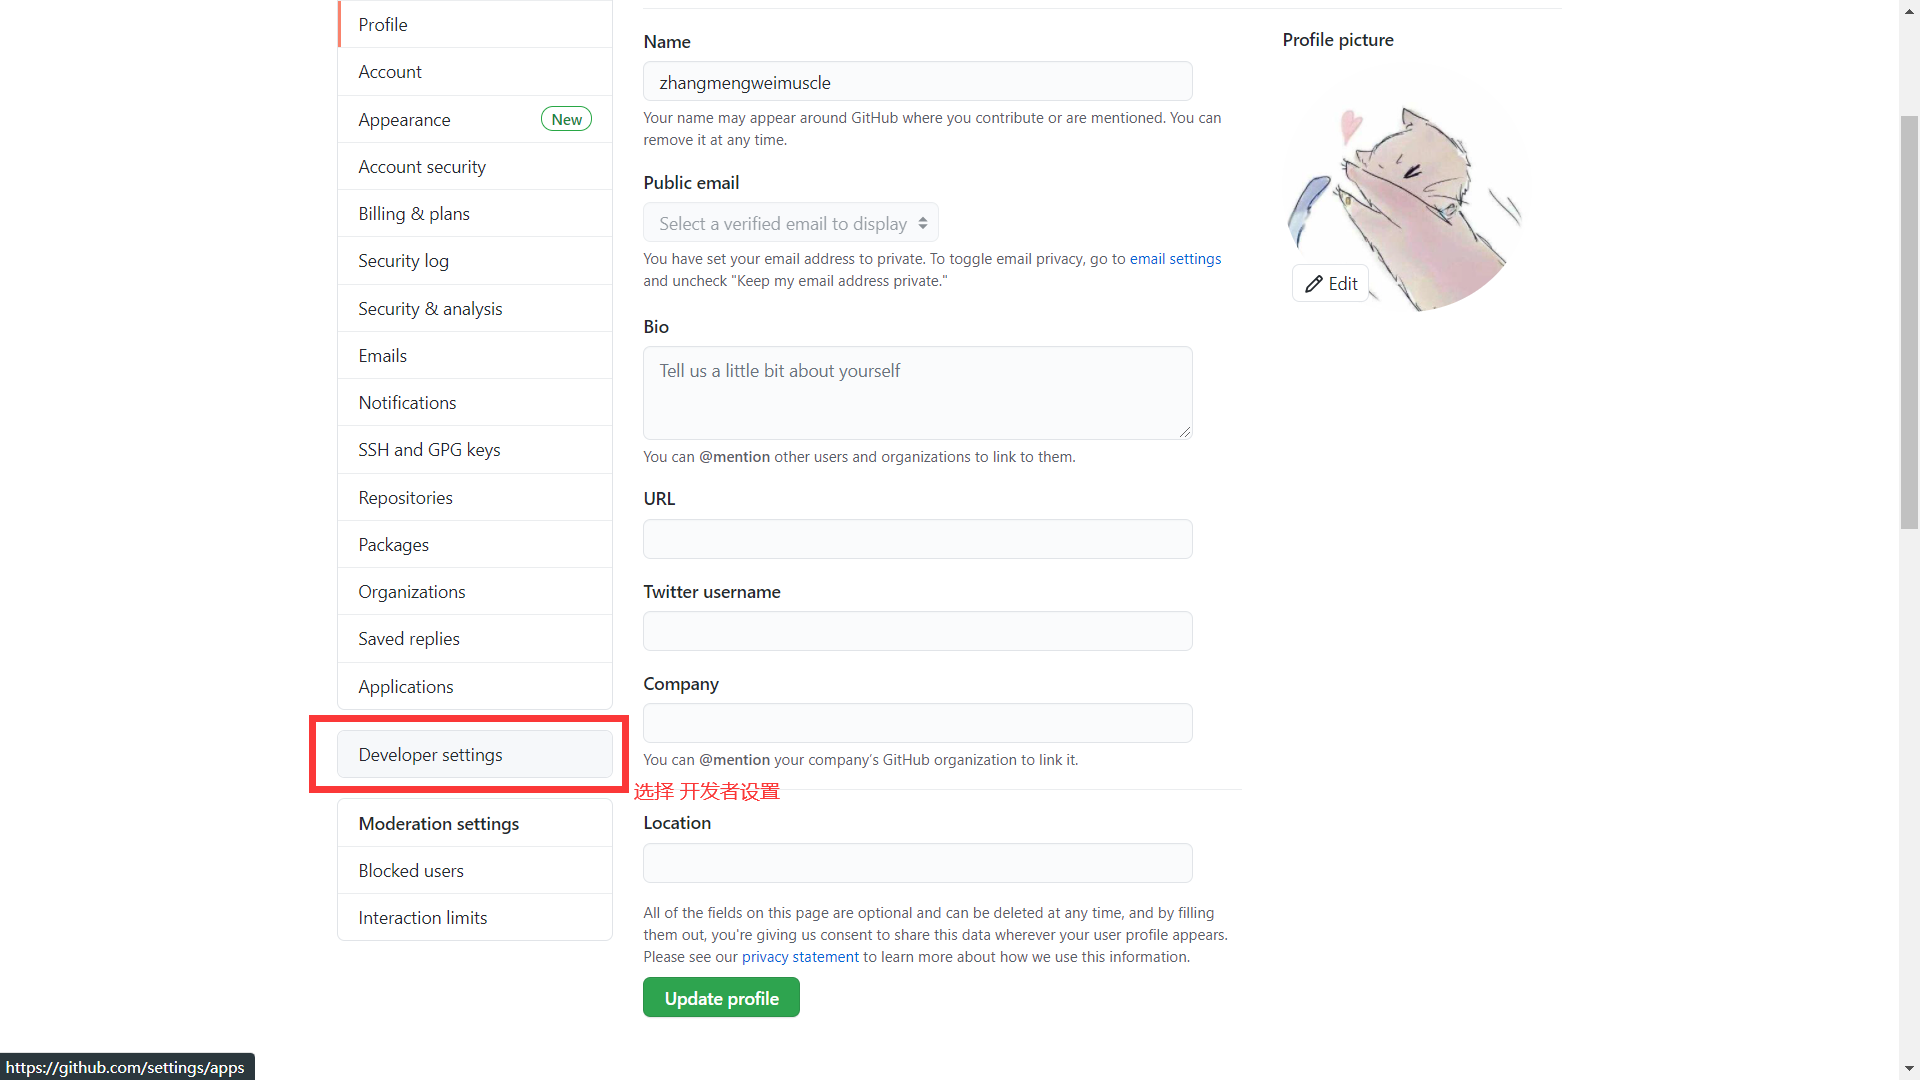 Profile
Account
Appearance New
Account security
Billing & plans
Security log
Security & analysis
Emails
Notifications
SSH and GPG keys
Repositories
Packages
Organizations
Saved replies
Applications
Developer settings
选择 开发者设置
Moderation settings
Blocked users
Interaction limits
Name
zhangmengweimuscle
Your name may appear around GitHub where you contribute or are mentioned. You can
remove it at any time.
Public email
Select a verified email to display
You have set your email address to private. To toggle email privacy, go to email settings
and uncheck "Keep my email address private."
Bio
Tell us a little bit about yourself
You can @mention other users and organizations to link to them.
URL
Twitter username
Company
You can @mention your company's GitHub organization to link it.
Location
All of the fields on this page are optional and can be deleted at any time, and by filling
them out, you're giving us consent to share this data wherever your user profile appears.
Please see our privacy statement to learn more about how we use this information.
Update profile
Profile picture
Edit
https://github.com/settings/apps